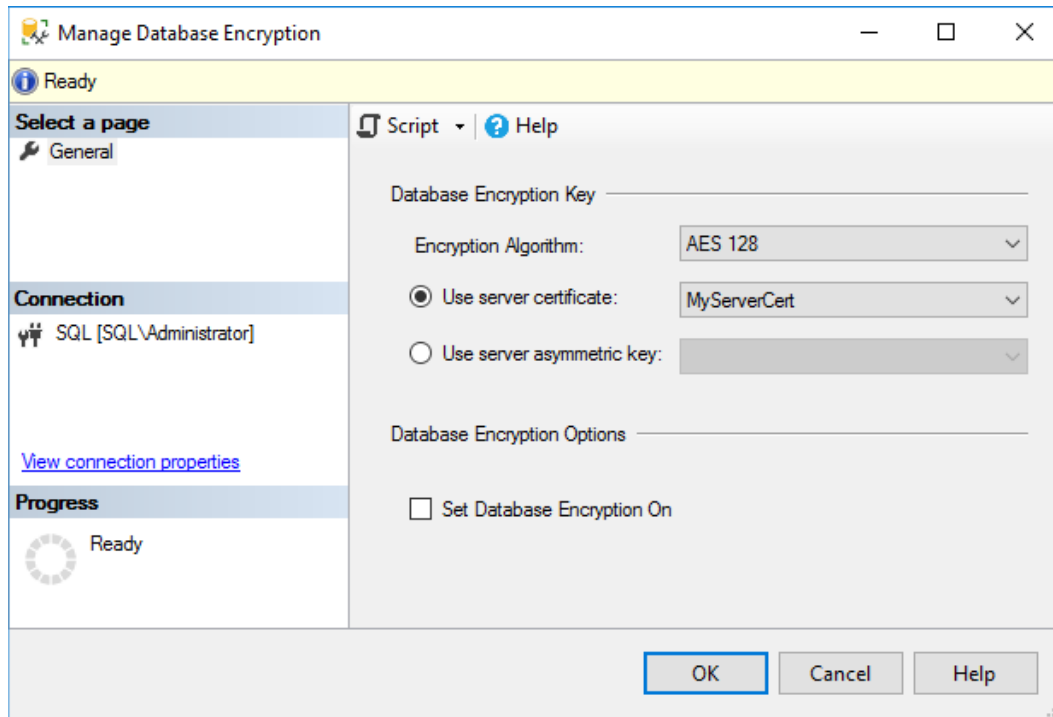 Manage Database Encryption
Ready
Select a page
General
Script Help
Database Encryption Key
Encryption Algorithm: AES 128
Use server certificate: MyServerCert
Use server asymmetric key:
Database Encryption Options
Set Database Encryption On
Connection
SQL [SQL\Administrator]
View connection properties
Progress
Ready
OK Cancel Help